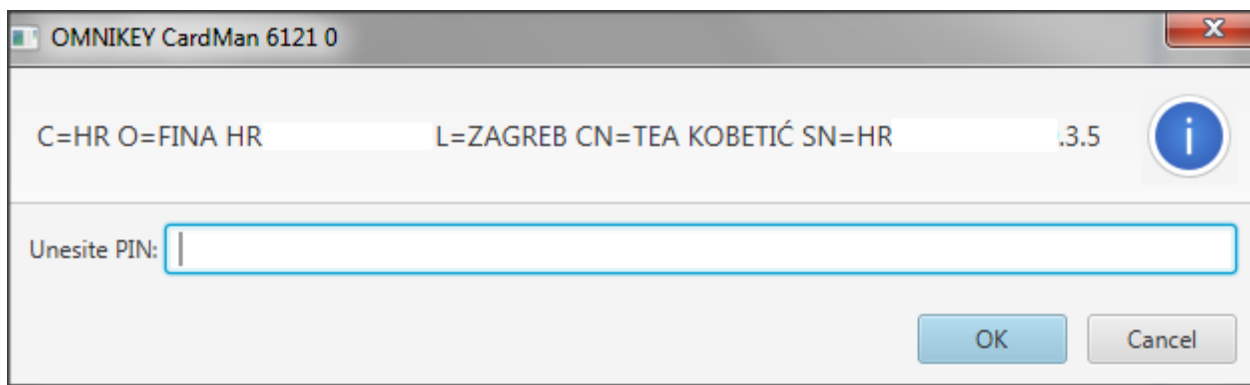 OMNIKEY CardMan 6121 0
C=HR O=FINA HR L=ZAGREB CN=TEA KOBETIĆ SN=HR .3.5
Unesite PIN:
OK Cancel